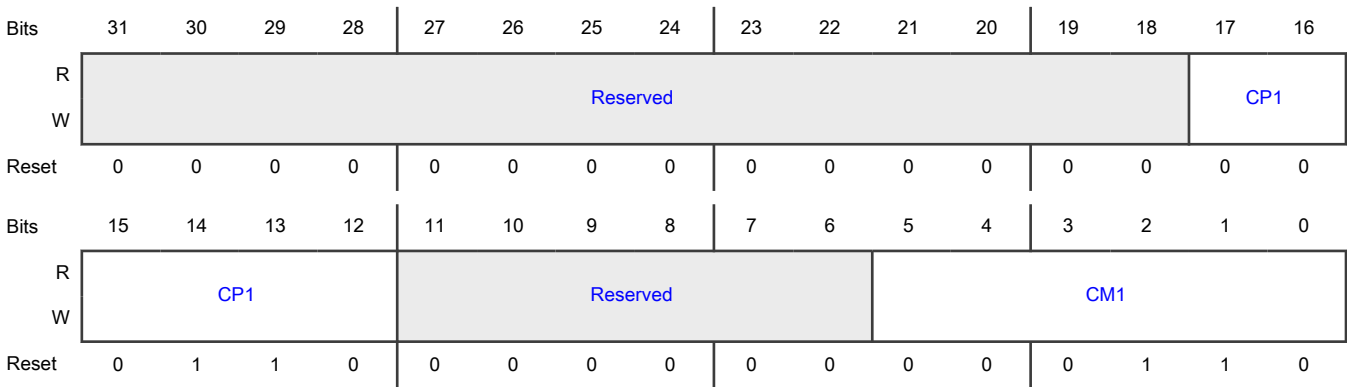 Bits 31 30 29 28 27 26 25 24 23 22 21 20 19 18 17 16
R
Reserved CP1
W
Reset 0 0 0 0 0 0 0 0 0 0 0 0 0 0 0 0
Bits 15 14 13 12 11 10 9 8 7 6 5 4 3 2 1 0
R
CP1 Reserved CM1
W
Reset 0 1 1 0 0 0 0 0 0 0 0 0 0 1 1 0